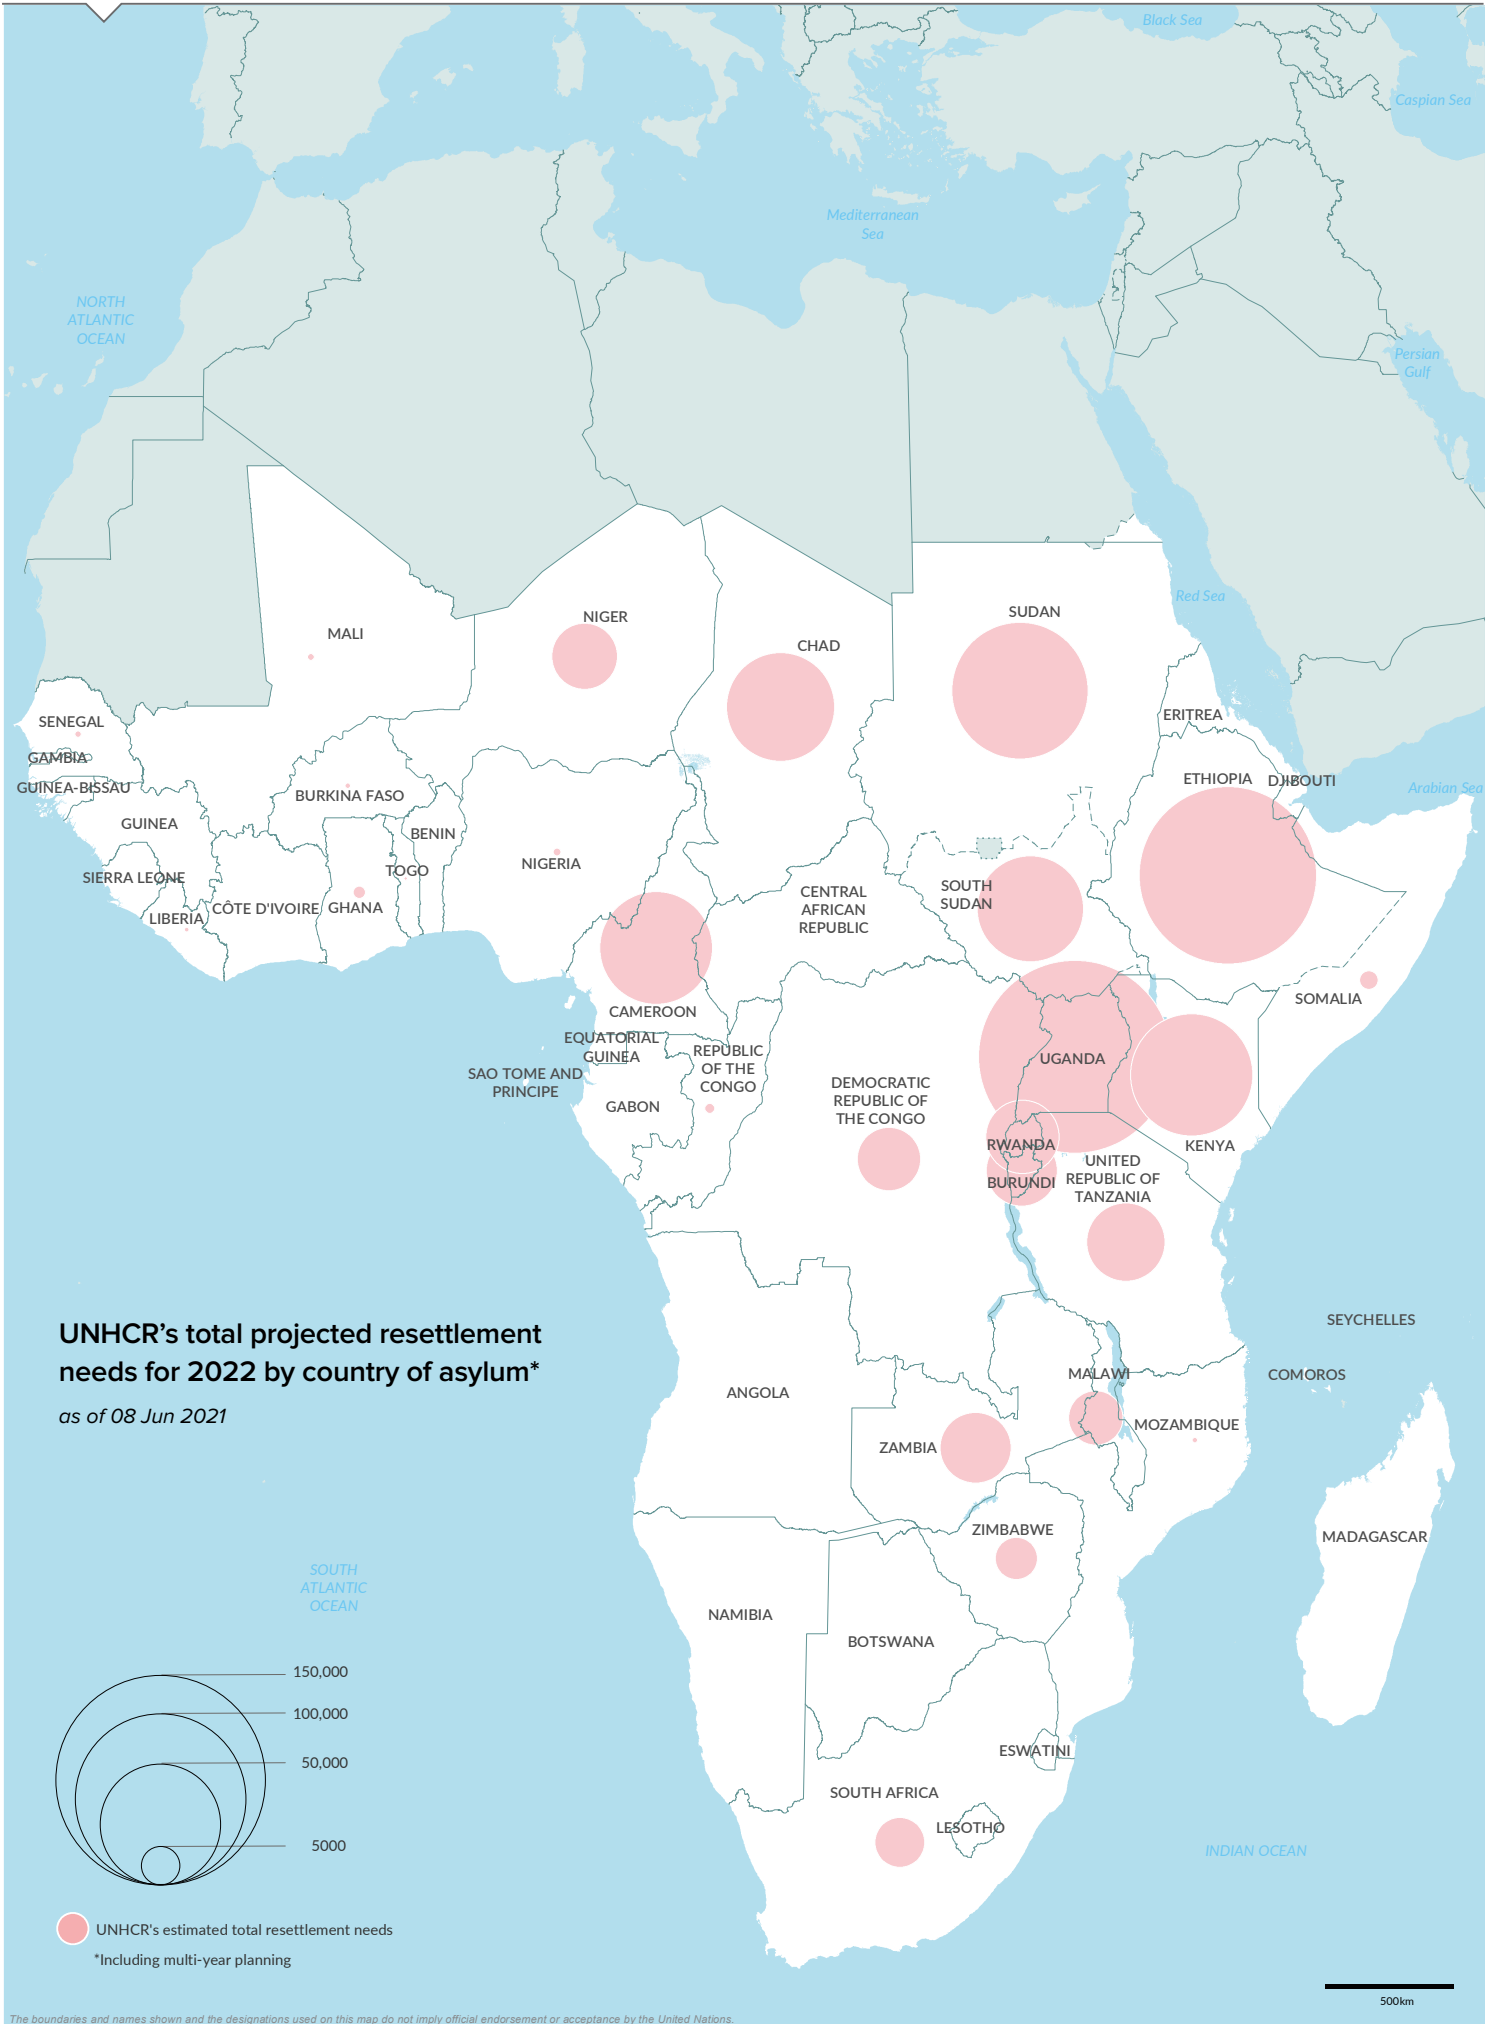 Black Sea
Caspian Sea
Mediterranean
Sea
NORTH
ATLANTIC
OCEAN
Persian
Gulf
Red Sea
NIGER
SUDAN
MALI
CHAD
SENEGAL
ERITREA
GAMBIA
ETHIOPIA
DJIBOUTI
GUINEA-BISSAU
Arabian Sea
BURKINA FASO
GUINEA
BENIN
NIGERIA
TOGO
SIERRA LEONE
SOUTH
SUDAN
CENTRAL
AFRICAN
REPUBLIC
CÔTE D'IVOIRE
GHANA
LIBERIA
SOMALIA
CAMEROON
EQUATORIAL
GUINEA
REPUBLIC
OF THE
CONGO
UGANDA
SAO TOME AND
PRINCIPE
DEMOCRATIC
REPUBLIC OF
THE CONGO
GABON
RWANDA
KENYA
BURUNDI
UNITED
REPUBLIC OF
TANZANIA
UNHCR’s total projected resettlement
needs for 2022 by country of asylum*
as of 08 Jun 2021
SEYCHELLES
COMOROS
MALAWI
ANGOLA
MOZAMBIQUE
ZAMBIA
ZIMBABWE
MADAGASCAR
SOUTH
ATLANTIC
OCEAN
NAMIBIA
BOTSWANA
150,000
100,000
50,000
5000
ESWATINI
SOUTH AFRICA
LESOTHO
INDIAN OCEAN
UNHCR's estimated total resettlement needs
*Including multi-year planning
500km
The boundaries and names shown and the designations used on this map do not imply official endorsement or acceptance by the United Nations.